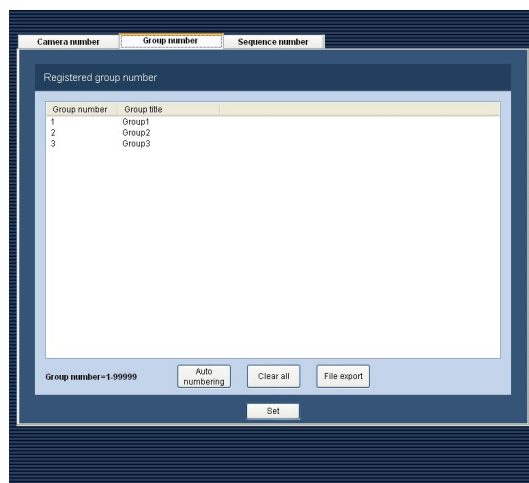 Camera number Group number Sequence number
Registered group number
Group number Group title
1 Group1
2 Group2
3 Group3
Group number=1-99999
Auto numbering
Clear all
File export
Set